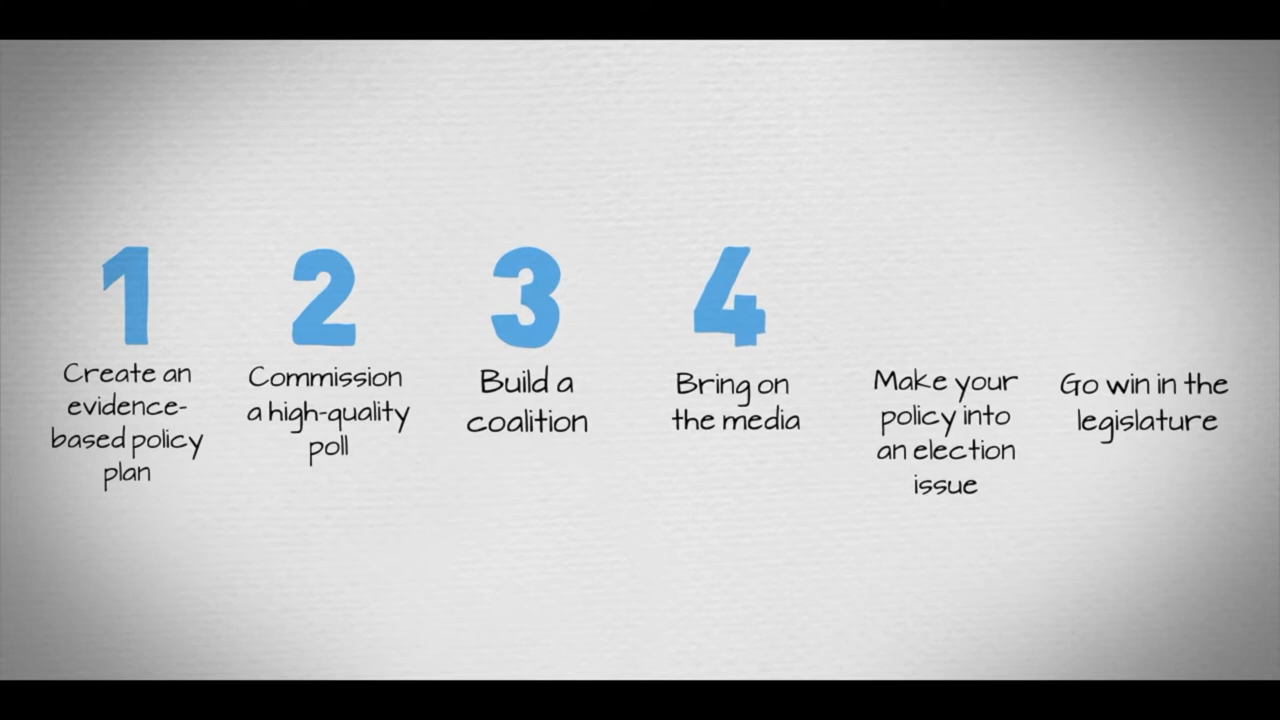 1
Create an
evidence-
based policy
plan
2
Commission
a high-quality
poll
3
Build a
coalition
4
Bring on
the media
Make your
policy into
an election
issue
Go win in the
legislature